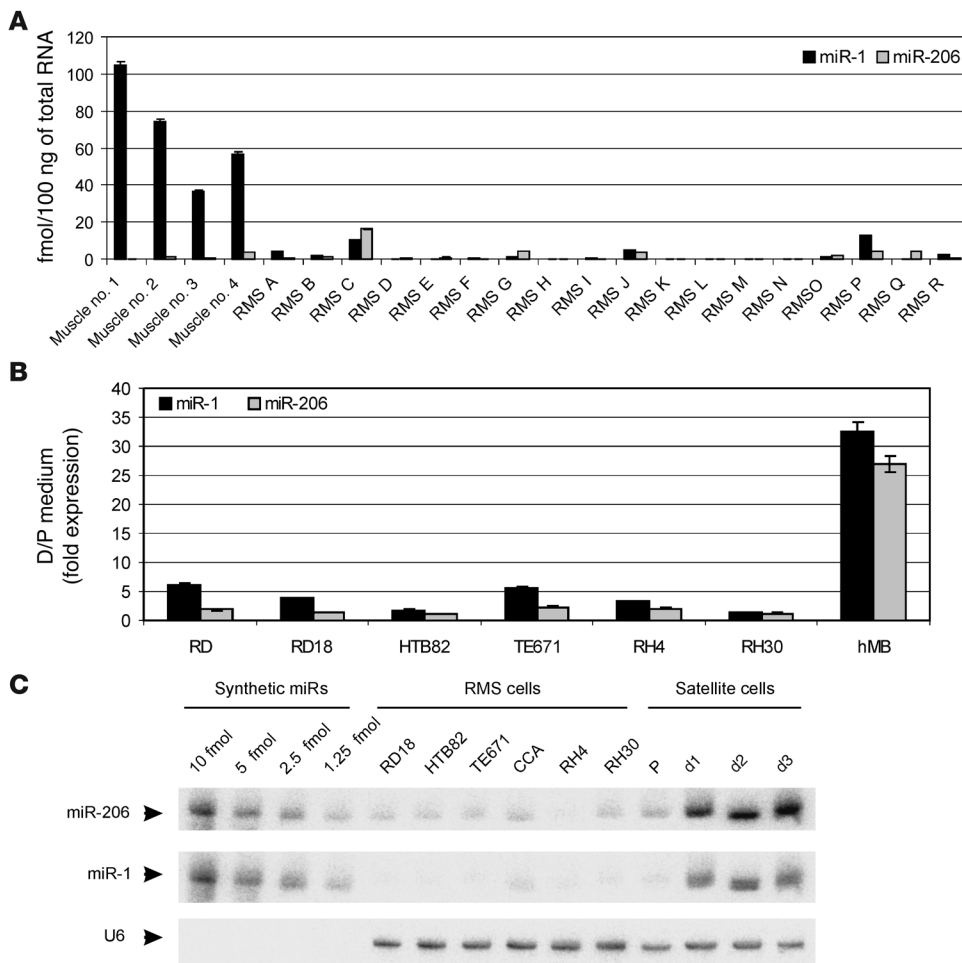 A
120
100
80
60
40
20
0
fmol/100 ng of total RNA
miR-1 miR-206
Muscle no. 1 Muscle no. 2 Muscle no. 3 Muscle no. 4 RMS A RMS B RMS C RMS D RMS E RMS F RMS G RMS H RMS I RMS J RMS K RMS L RMS M RMS N RMSO RMS P RMS Q RMS R
B
40
35
30
25
20
15
10
5
0
D/P medium
(fold expression)
miR-1 miR-206
RD RD18 HTB82 TE671 RH4 RH30 hMB
C
Synthetic miRs RMS cells Satellite cells
10 fmol 5 fmol 2.5 fmol 1.25 fmol RD18 HTB82 TE671 CCA RH4 RH30 P d1 d2 d3
miR-206
miR-1
U6